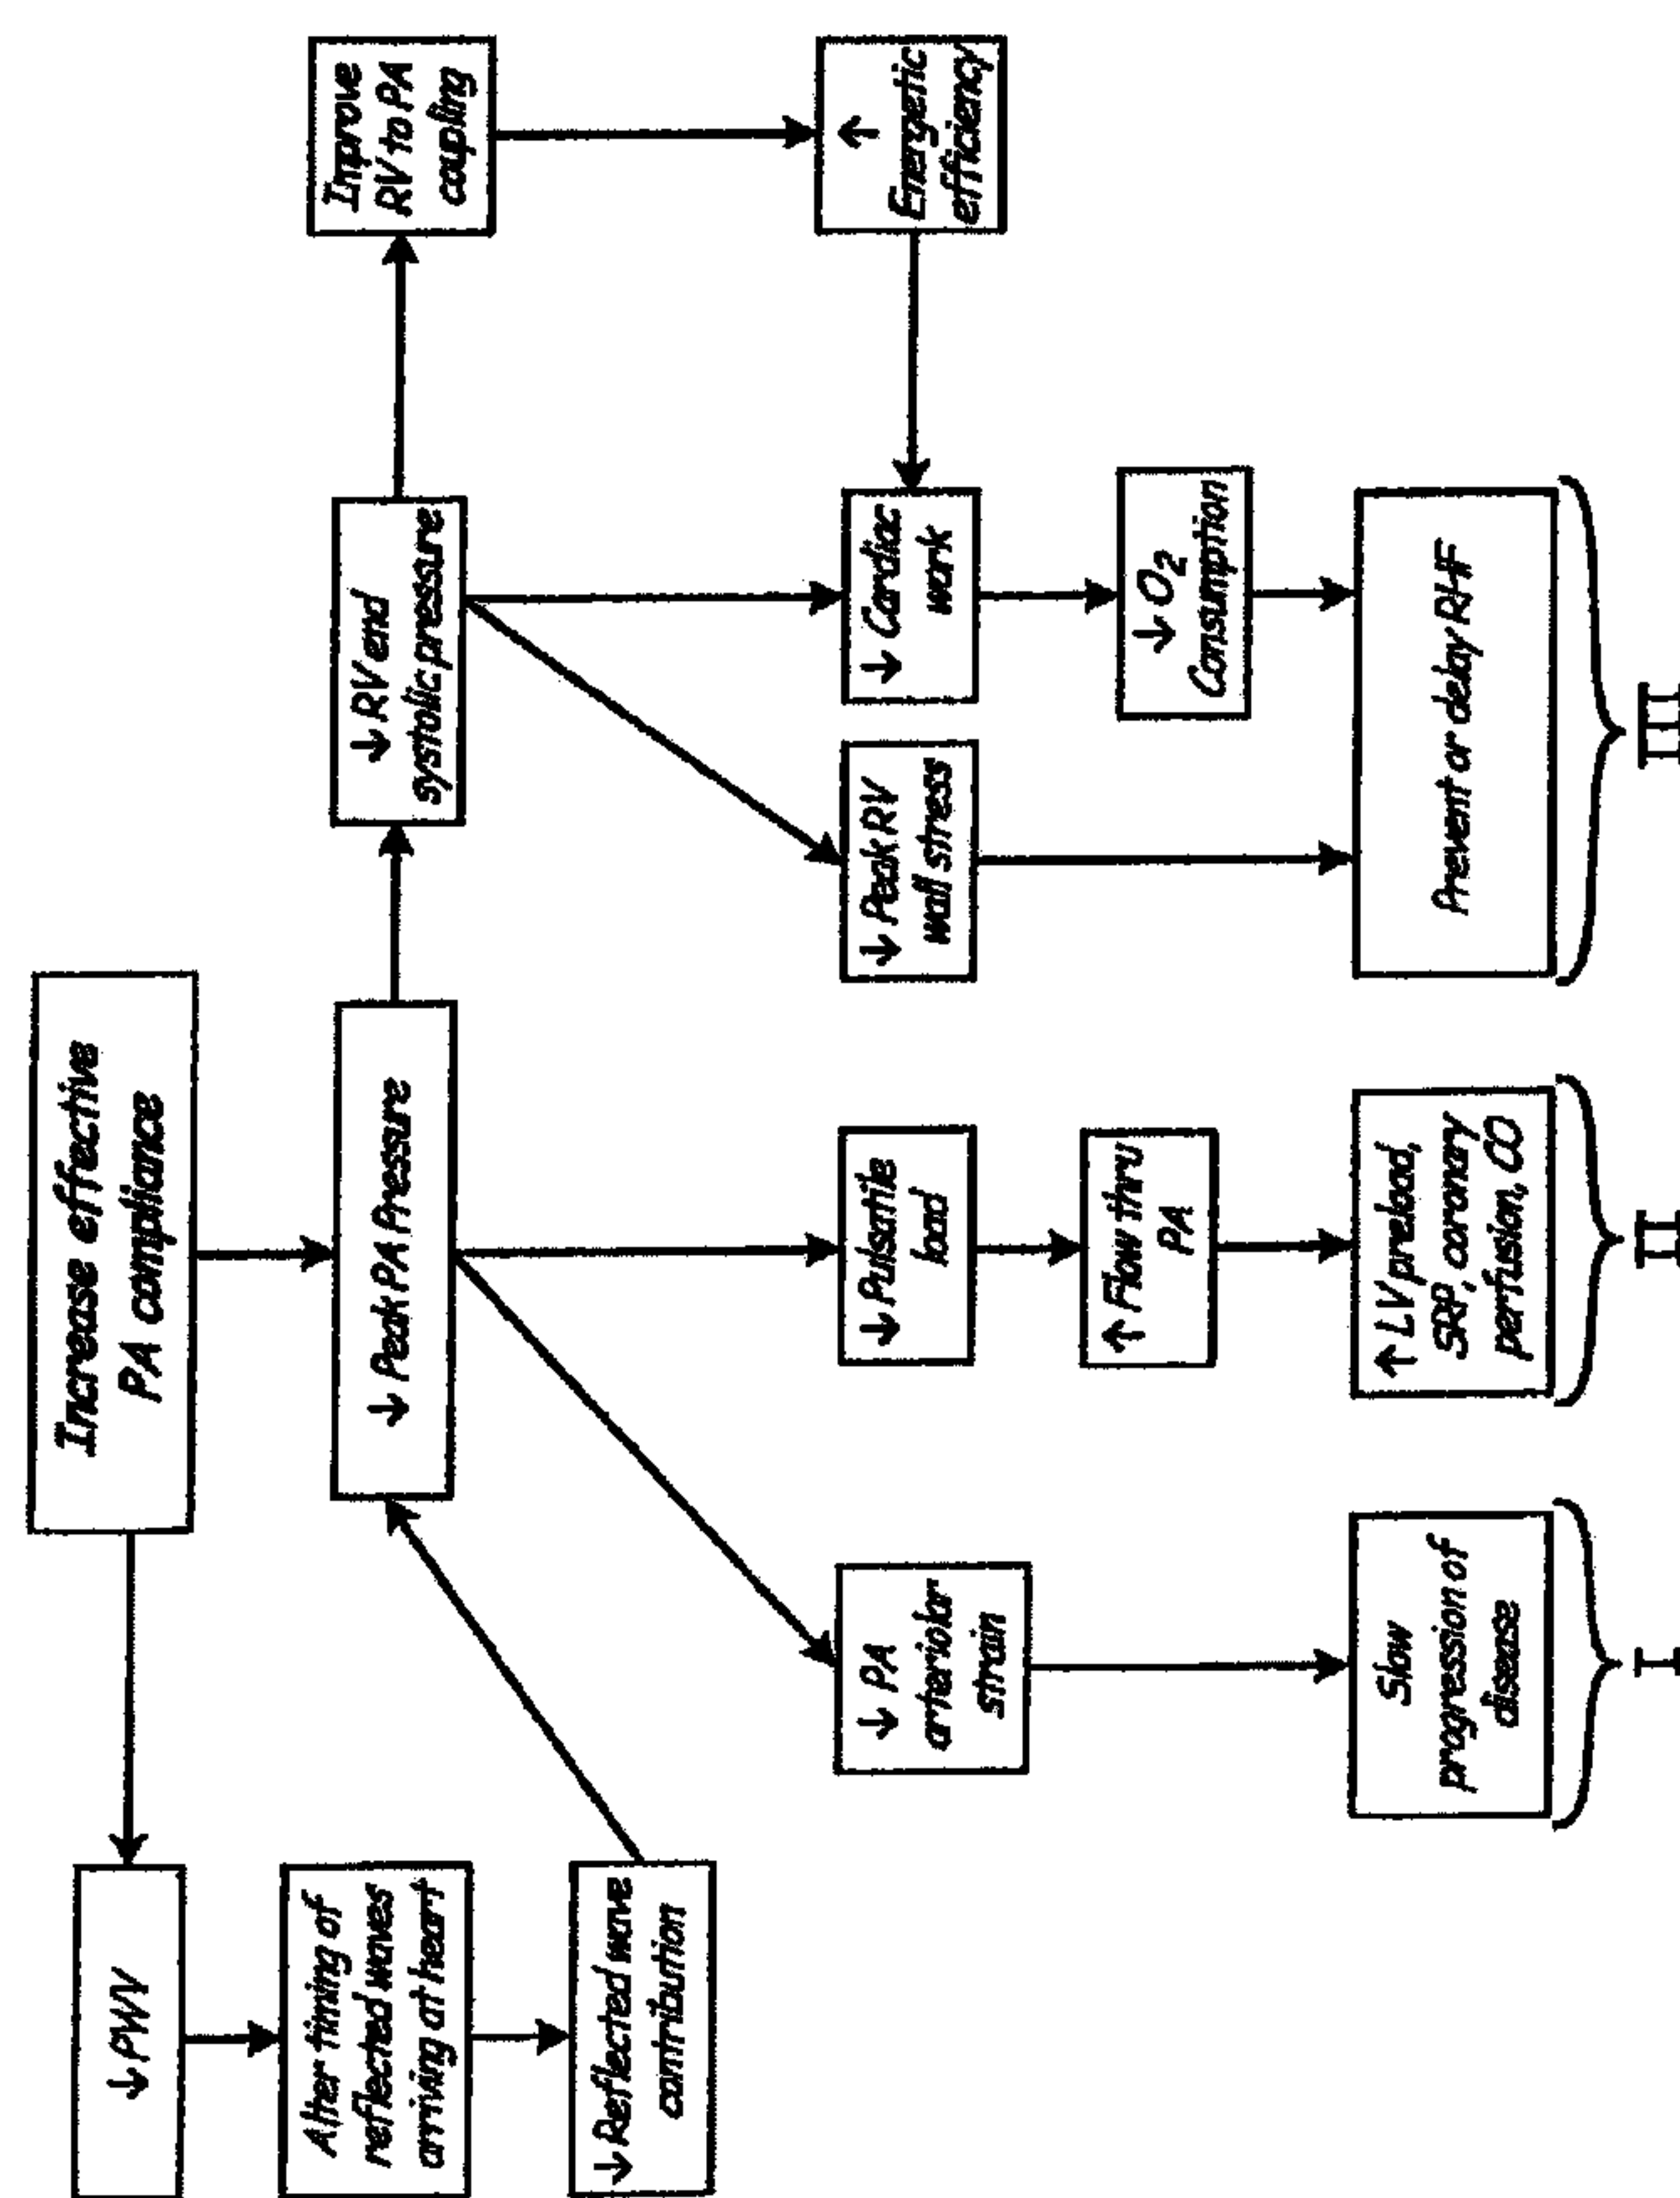 Increase effective
PA compliance
↓ PWV
Alter timing of
reflected waves
arriving at heart
↓ Reflected wave
contribution
↓ Peak PA Pressure
↓ RV end
systolic pressure
Improve
RV to PA
coupling
↑
Energetic
efficiency
↓ PA
arteriolar
strain
↓ Pulsatile
load
↓ Peak RV
wall stress
↓ Cardiac
work
↑ Flow thru
PA
↓ O2
Consumption
Slow
progression of
disease
↑ LV preload,
SBP, coronary
perfusion, CO
Prevent or delay RHF
I
II
III